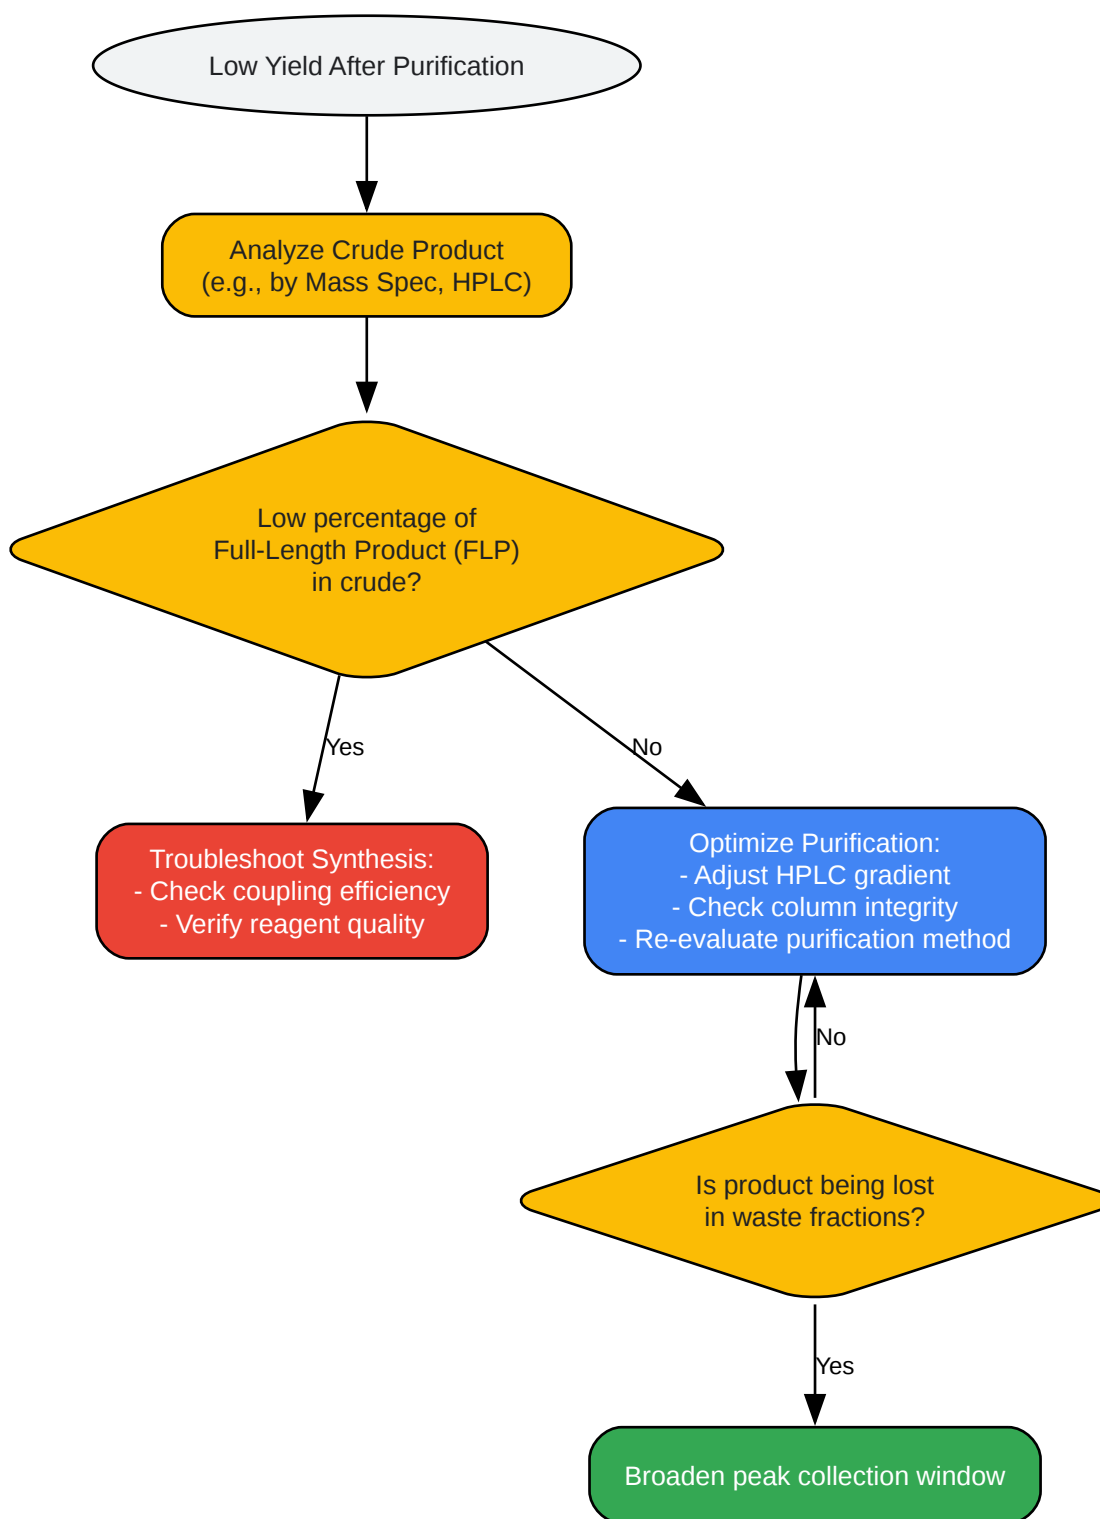 Low Yield After Purification
Analyze Crude Product
(e.g., by Mass Spec, HPLC)
Low percentage of
Full-Length Product (FLP)
in crude?
Yes
No
Troubleshoot Synthesis:
- Check coupling efficiency
- Verify reagent quality
Optimize Purification:
- Adjust HPLC gradient
- Check column integrity
- Re-evaluate purification method
No
Is product being lost
in waste fractions?
Yes
Broaden peak collection window